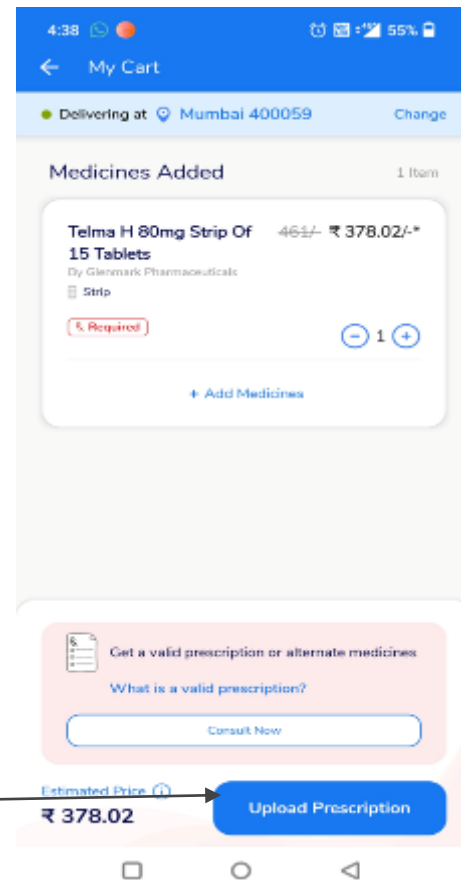 4:38 55%
My Cart
Delivering at Mumbai 400059 Change
Medicines Added 1 Item
Telma H 80mg Strip Of 461/- ₹ 378.02/-*
15 Tablets
By Glenmark Pharmaceuticals
Strip
Required
1
+ Add Medicines
Get a valid prescription or alternate medicines
What is a valid prescription?
Consult Now
Estimated Price
₹ 378.02 Upload Prescription